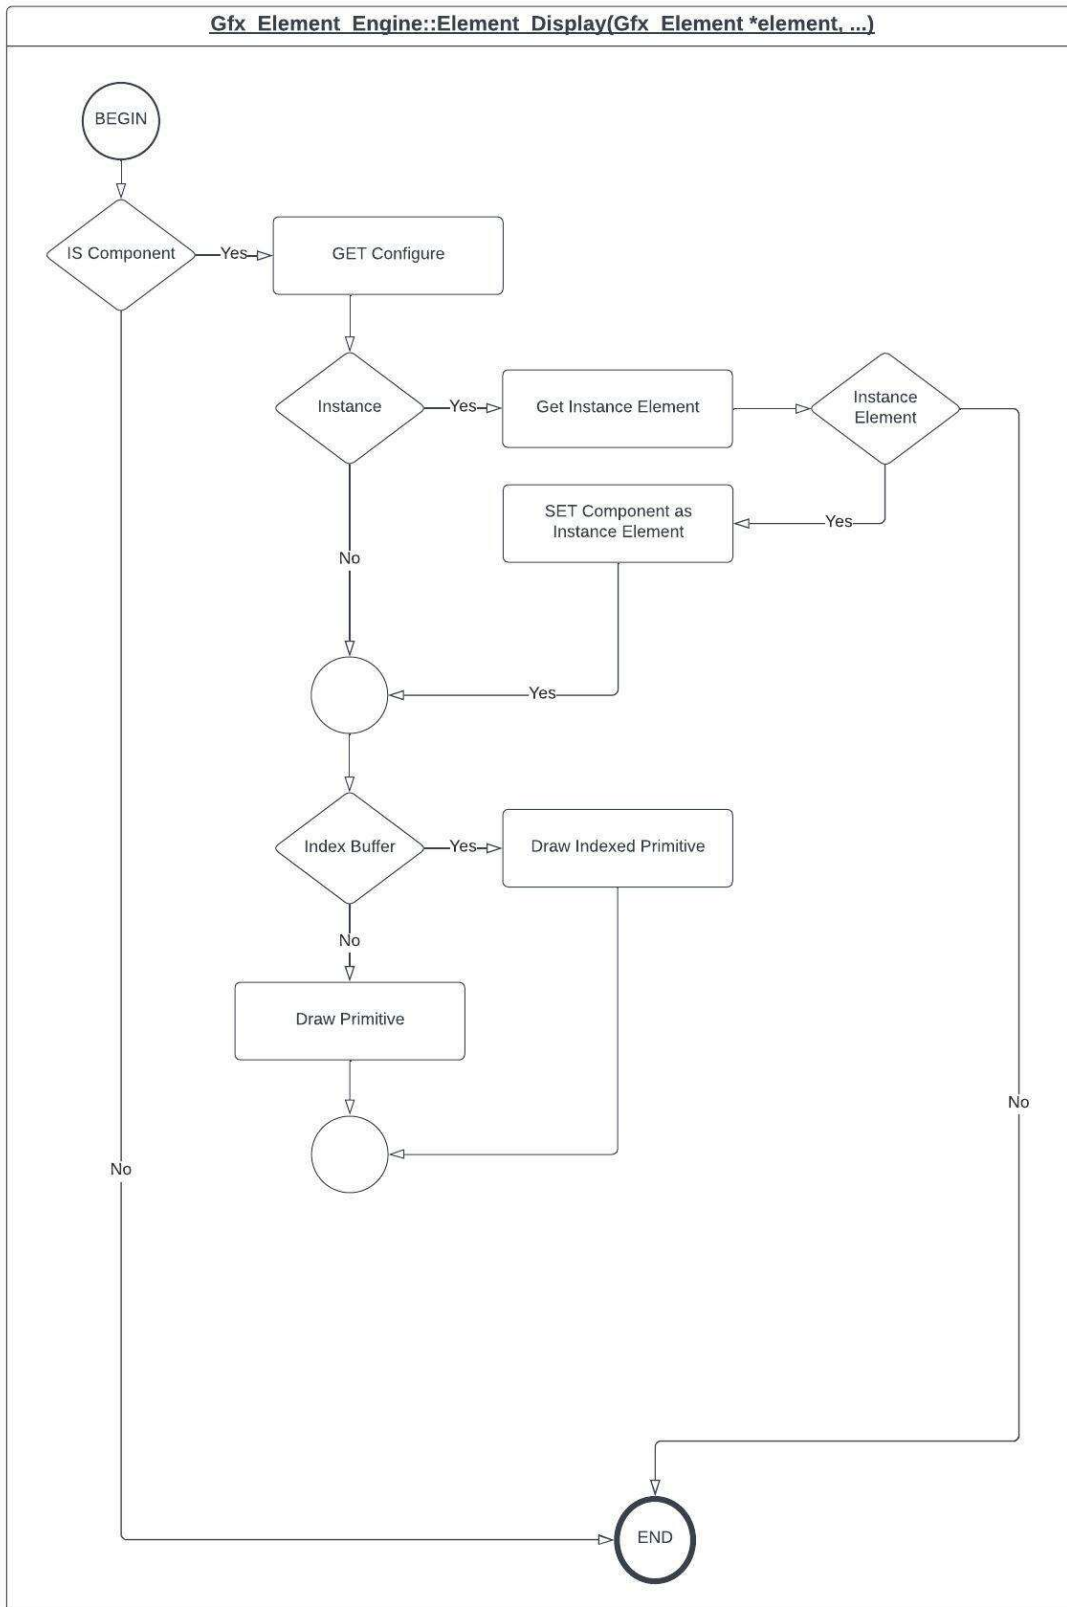 Gfx_Element_Engine::Element_Display(Gfx_Element *element, ...)
BEGIN
IS Component
Yes
GET Configure
Instance
Yes
Get Instance Element
Instance
Element
SET Component as
Instance Element
Yes
No
Yes
Index Buffer
Yes
Draw Indexed Primitive
No
Draw Primitive
No
No
END